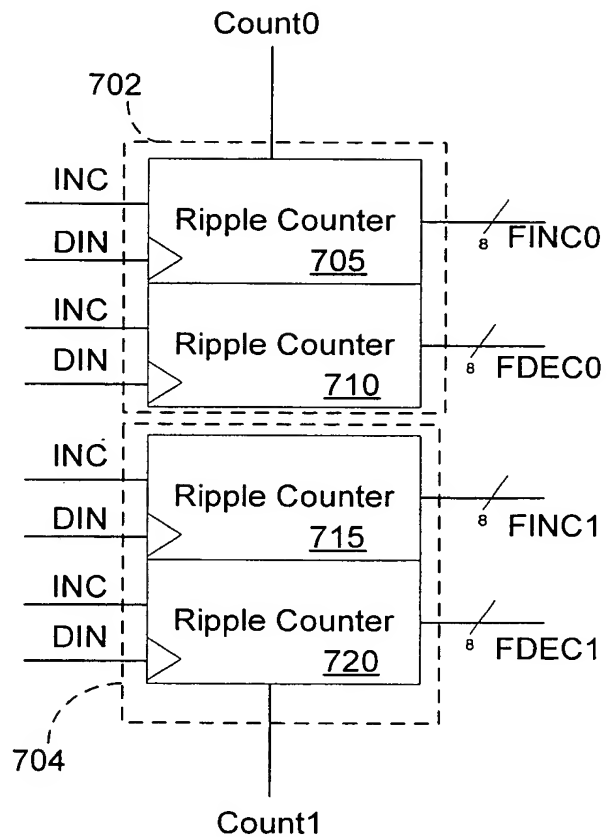 Count0
702
INC
Ripple Counter
DIN
705
8
FINC0
INC
Ripple Counter
DIN
710
8
FDEC0
INC
Ripple Counter
DIN
715
8
FINC1
INC
Ripple Counter
DIN
720
8
FDEC1
704
Count1